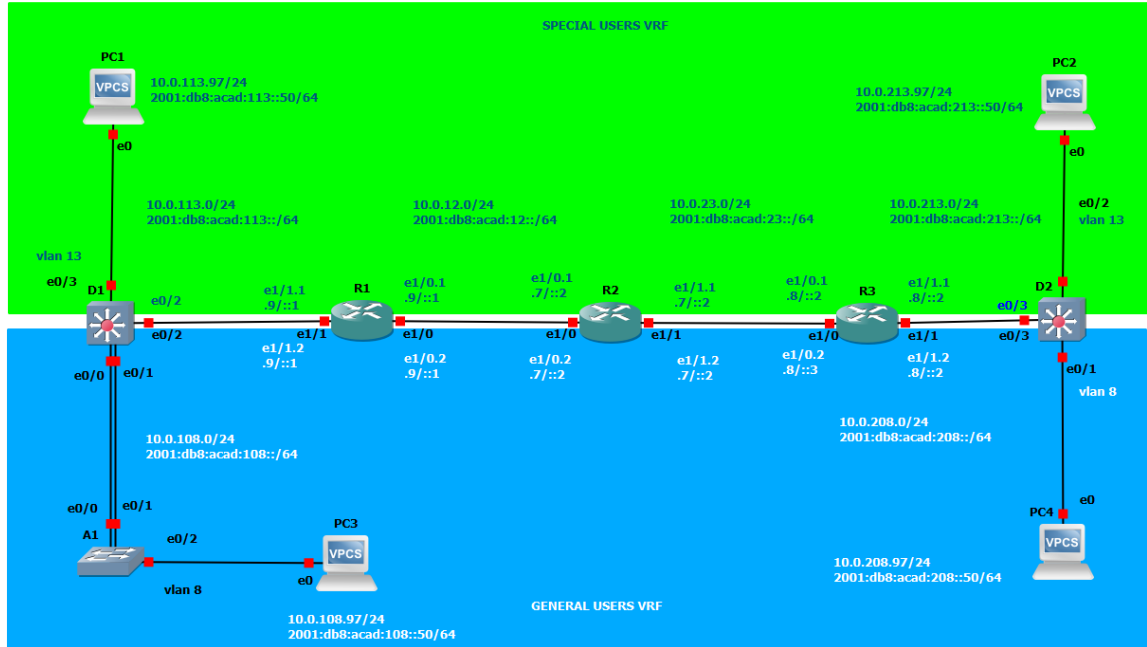 SPECIAL USERS VRF
PC1
VPCS
10.0.113.97/24
2001:db8:acad:113::50/64
e0
PC2
VPCS
10.0.213.97/24
2001:db8:acad:213::50/64
e0
10.0.113.0/24
2001:db8:acad:113::/64
10.0.12.0/24
2001:db8:acad:12::/64
10.0.23.0/24
2001:db8:acad:23::/64
10.0.213.0/24
2001:db8:acad:213::/64
e0/2
vlan 13
vlan 13
e0/3
D1
e0/2
e0/2
e1/1.1
.9/::1
R1
e1/0.1
.9/::1
e1/1
e1/0
e1/1.2
.9/::1
e1/0.2
.9/::1
e1/0.1
.7/::2
R2
e1/1.1
.7/::2
e1/0
e1/1
e1/0.2
.7/::2
e1/1.2
.7/::2
e1/0.1
.8/::2
R3
e1/1.1
.8/::2
e1/0
e1/1
e1/0.2
.8/::3
e1/1.2
.8/::2
D2
e0/3
e0/3
e0/1
vlan 8
e0/0
e0/1
10.0.108.0/24
2001:db8:acad:108::/64
10.0.208.0/24
2001:db8:acad:208::/64
e0/0
e0/1
A1
e0/2
vlan 8
PC3
VPCS
e0
10.0.108.97/24
2001:db8:acad:108::50/64
e0
PC4
VPCS
10.0.208.97/24
2001:db8:acad:208::50/64
GENERAL USERS VRF